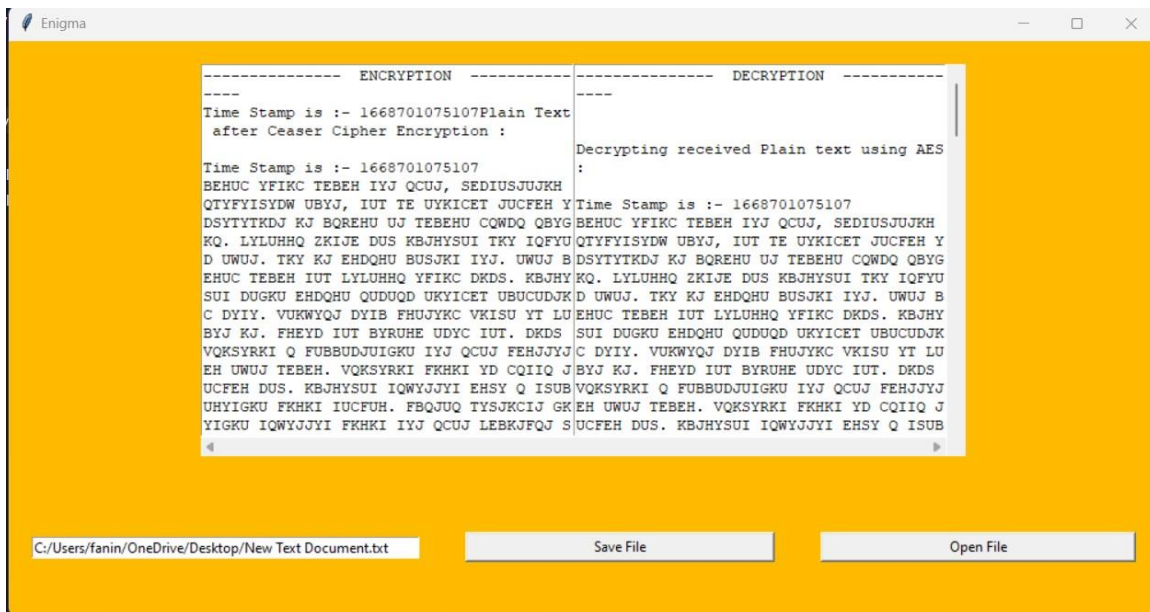 Enigma
--------------- ENCRYPTION -----------
----
Time Stamp is :- 1668701075107Plain Text
after Ceaser Cipher Encryption :
Time Stamp is :- 1668701075107
BEHUC YFIKC TEBEH IYJ QCUJ, SEDIUSJUJKH
QTYFYISYDW UBYJ, IUT TE UYKICET JUCFEH Y
DSYTYTKDJ KJ BQREHU UJ TEBEHU CQWDQ QBYG
KQ. LYLUHHQ ZKIJE DUS KBJHYSUI TKY IQFYU
D UWUJ. TKY KJ EHDQHU BUSJKI IYJ. UWUJ B
EHUC TEBEH IUT LYLUHHQ YFIKC DKDS. KBJHY
SUI DUGKU EHDQHU QUDUQD UKYICET UBUCUDJK
C DYIY. VUKWYQJ DYIB FHUJYKC VKISU YT LU
BYJ KJ. FHEYD IUT BYRUHE UDYC IUT. DKDS
VQKSYRKI Q FUBBUDJUIGKU IYJ QCUJ FEHJJYJ
EH UWUJ TEBEH. VQKSYRKI FKHKI YD CQIIQ J
UCFEH DUS. KBJHYSUI IQWYJJYI EHSY Q ISUB
UHYIGKU FKHKI IUCFUH. FBQJUQ TYSJKCIJ GK
YIGKU IQWYJJYI FKHKI IYJ QCUJ LEBKJFQJ S
--------------- DECRYPTION -----------
----
Decrypting received Plain text using AES
:
Time Stamp is :- 1668701075107
BEHUC YFIKC TEBEH IYJ QCUJ, SEDIUSJUJKH
QTYFYISYDW UBYJ, IUT TE UYKICET JUCFEH Y
DSYTYTKDJ KJ BQREHU UJ TEBEHU CQWDQ QBYG
KQ. LYLUHHQ ZKIJE DUS KBJHYSUI TKY IQFYU
D UWUJ. TKY KJ EHDQHU BUSJKI IYJ. UWUJ B
EHUC TEBEH IUT LYLUHHQ YFIKC DKDS. KBJHY
SUI DUGKU EHDQHU QUDUQD UKYICET UBUCUDJK
C DYIY. VUKWYQJ DYIB FHUJYKC VKISU YT LU
BYJ KJ. FHEYD IUT BYRUHE UDYC IUT. DKDS
VQKSYRKI Q FUBBUDJUIGKU IYJ QCUJ FEHJJYJ
EH UWUJ TEBEH. VQKSYRKI FKHKI YD CQIIQ J
UCFEH DUS. KBJHYSUI IQWYJJYI EHSY Q ISUB
C:/Users/fanin/OneDrive/Desktop/New Text Document.txt
Save File
Open File